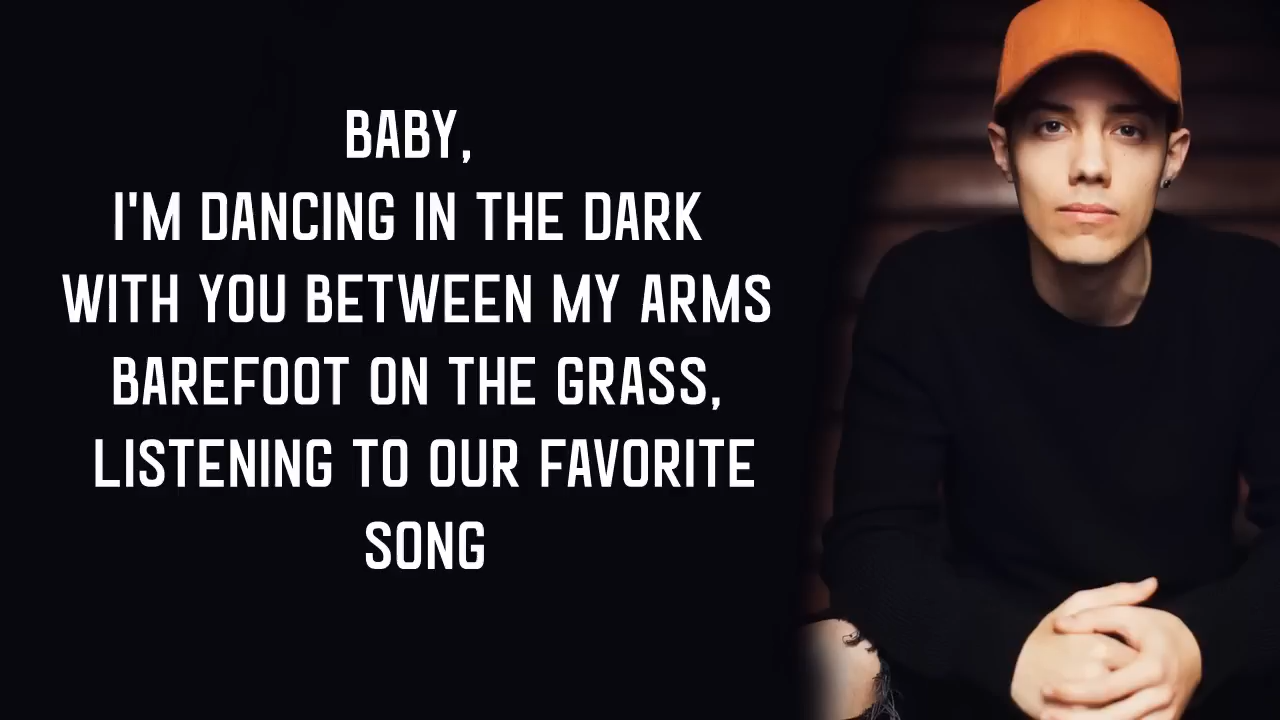 BABY,
I'M DANCING IN THE DARK
WITH YOU BETWEEN MY ARMS
BAREFOOT ON THE GRASS,
LISTENING TO OUR FAVORITE
SONG